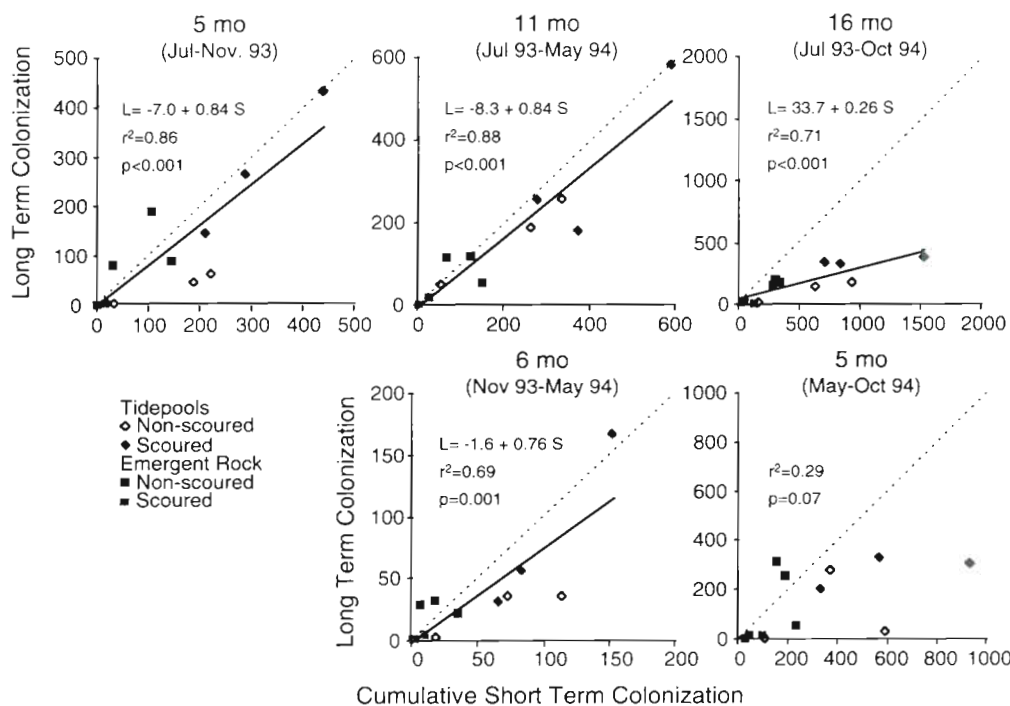 5 mo
(Jul-Nov. 93)
11 mo
(Jul 93-May 94)
16 mo
(Jul 93-Oct 94)
Long Term Colonization
500
400
300
200
100
0
L= -7.0 + 0.84 S
r²=0.86
p<0.001
0 100 200 300 400 500
600
400
200
0
L= -8.3 + 0.84 S
r²=0.88
p<0.001
0 200 400 600
2000
1500
1000
500
0
L= 33.7 + 0.26 S
r²=0.71
p<0.001
0 500 1000 1500 2000
6 mo
(Nov 93-May 94)
5 mo
(May-Oct 94)
Tidepools
Non-scoured
Scoured
Emergent Rock
Non-scoured
Scoured
Long Term Colonization
200
150
100
50
0
L= -1.6 + 0.76 S
r²=0.69
p=0.001
0 50 100 150 200
1000
800
600
400
200
0
r²=0.29
p=0.07
0 200 400 600 800 1000
Cumulative Short Term Colonization